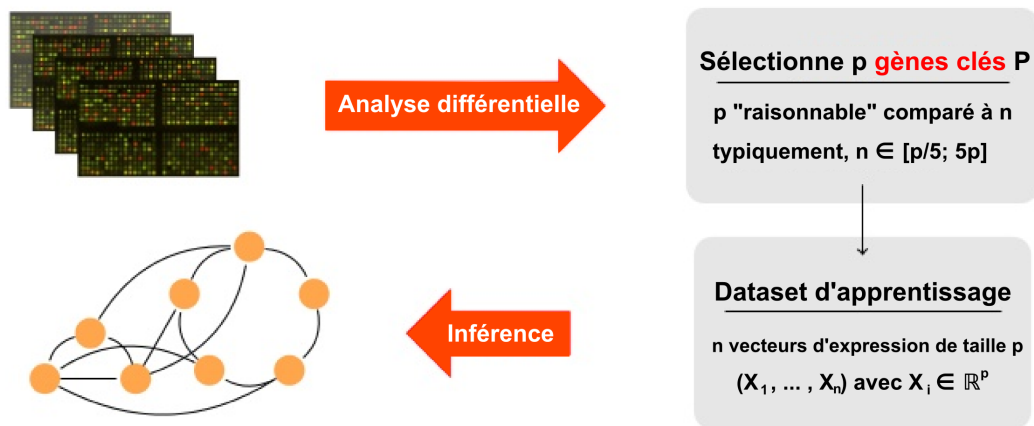 Analyse différentielle
Sélectionne p gènes clés P
p "raisonnable" comparé à n
typiquement, n ∈ [p/5; 5p]
Dataset d'apprentissage
n vecteurs d'expression de taille p
(X₁, ... , Xₙ) avec Xᵢ ∈ ℝᵖ
Inférence